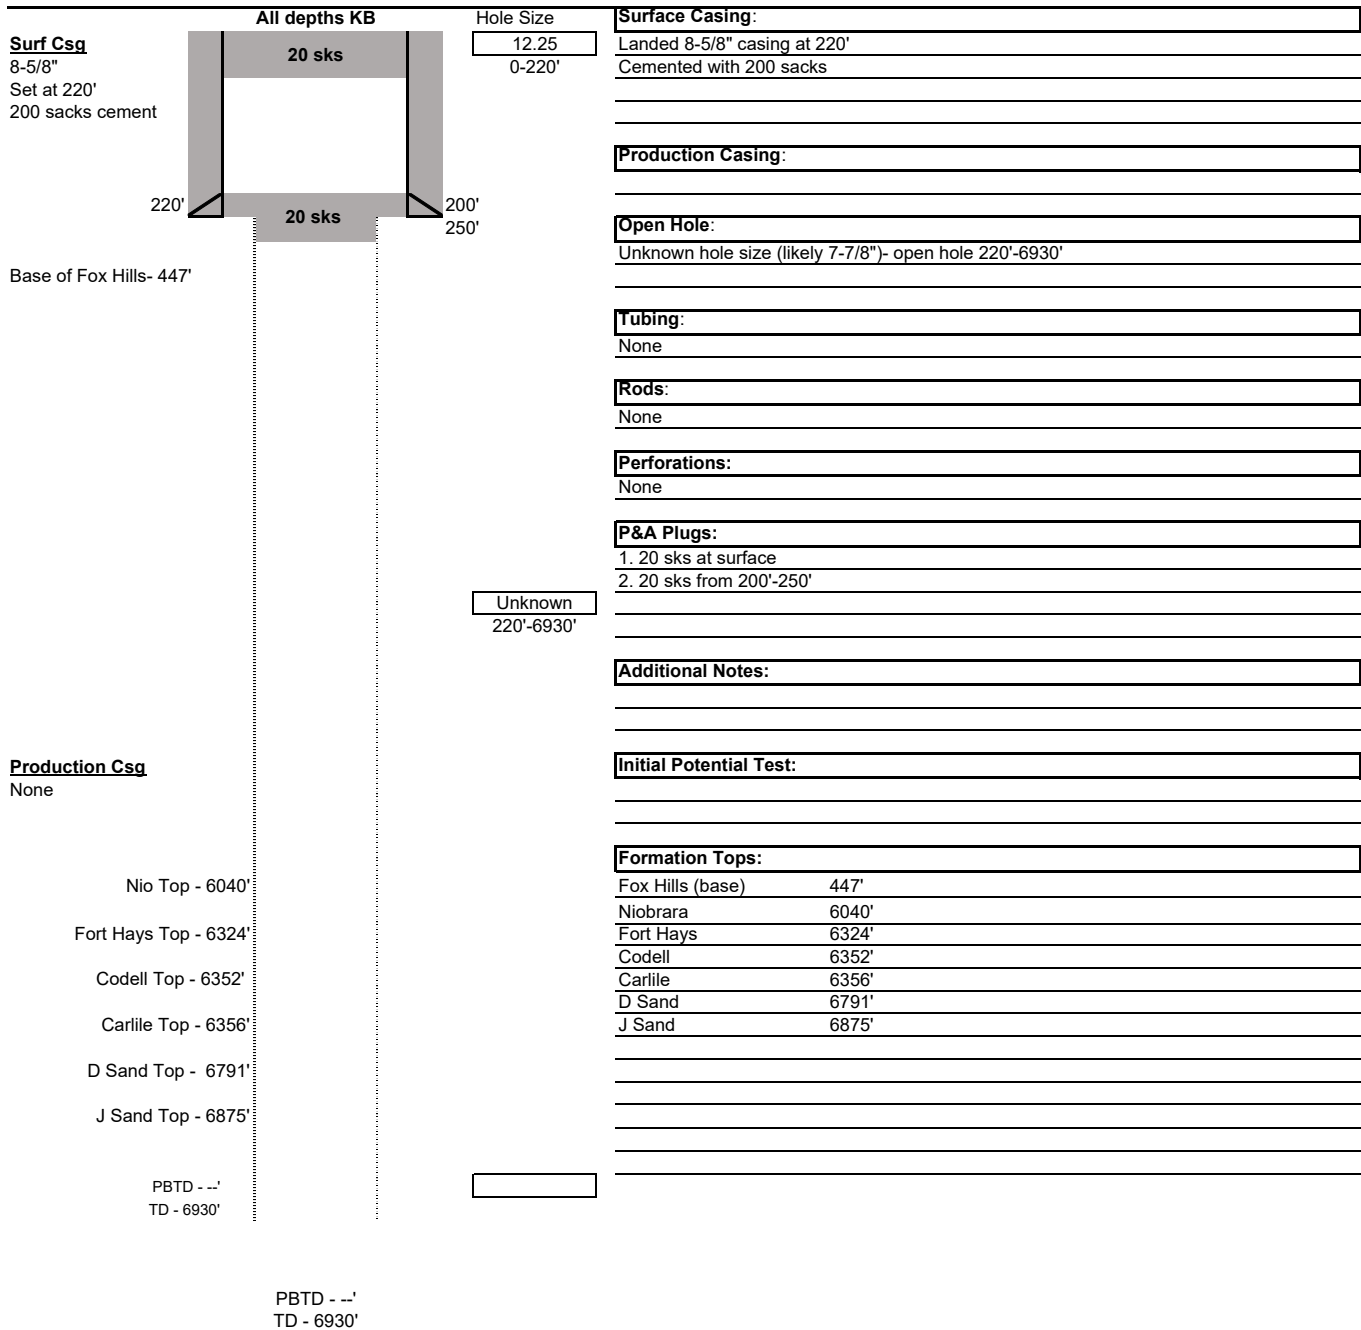 All depths KB
Hole Size
Surf Csg
8-5/8"
Set at 220'
200 sacks cement
20 sks
12.25
0-220'
220'
20 sks
200'
250'
Base of Fox Hills- 447'
Unknown
220'-6930'
Production Csg
None
Nio Top - 6040'
Fort Hays Top - 6324'
Codell Top - 6352'
Carlile Top - 6356'
D Sand Top -  6791'
J Sand Top - 6875'
PBTD - --'
TD - 6930'
PBTD - --'
TD - 6930'
Surface Casing:
Landed 8-5/8" casing at 220'
Cemented with 200 sacks
Production Casing:
Open Hole:
Unknown hole size (likely 7-7/8")- open hole 220'-6930'
Tubing:
None
Rods:
None
Perforations:
None
P&A Plugs:
1. 20 sks at surface
2. 20 sks from 200'-250'
Additional Notes:
Initial Potential Test:
Formation Tops:
Fox Hills (base) 447'
Niobrara 6040'
Fort Hays 6324'
Codell 6352'
Carlile 6356'
D Sand 6791'
J Sand 6875'